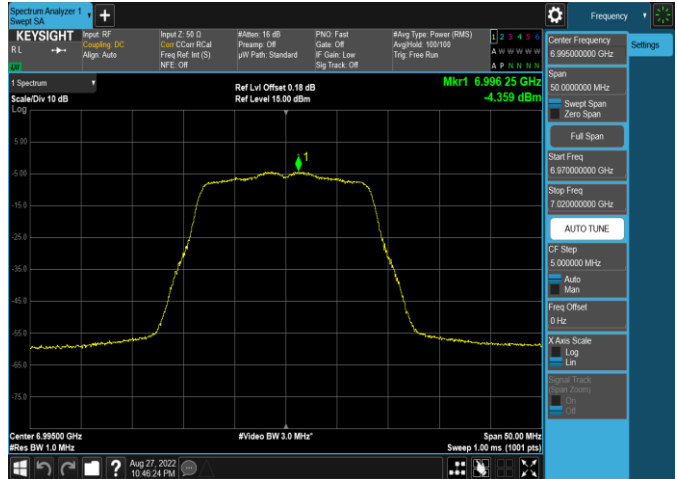 Spectrum Analyzer 1
Swept SA
+
Frequency
KEYSIGHT
R L
Input: RF
Coupling: DC
Align: Auto
Input Z: 50 Ω
Corr CCorr RCal
Freq Ref: Int (S)
NFE: Off
#Atten: 16 dB
Preamp: Off
µW Path: Standard
PNO: Fast
Gate: Off
IF Gain: Low
Sig Track: Off
#Avg Type: Power (RMS)
Avg|Hold: 100/100
Trig: Free Run
1 2 3 4 5 6
A W W W W W
A P N N N N
1 Spectrum
Scale/Div 10 dB
Log
Ref Lvl Offset 0.18 dB
Ref Level 15.00 dBm
Mkr1 6.996 25 GHz
-4.359 dBm
1
5.00
-5.00
-15.0
-25.0
-35.0
-45.0
-55.0
-65.0
-75.0
Center 6.99500 GHz
#Res BW 1.0 MHz
#Video BW 3.0 MHz*
Span 50.00 MHz
Sweep 1.00 ms (1001 pts)
?
Aug 27, 2022
10:46:24 PM
Center Frequency
6.995000000 GHz
Span
50.0000000 MHz
Swept Span
Zero Span
Full Span
Start Freq
6.970000000 GHz
Stop Freq
7.020000000 GHz
AUTO TUNE
CF Step
5.000000 MHz
Auto
Man
Freq Offset
0 Hz
X Axis Scale
Log
Lin
Signal Track
(Span Zoom)
On
Off
Settings